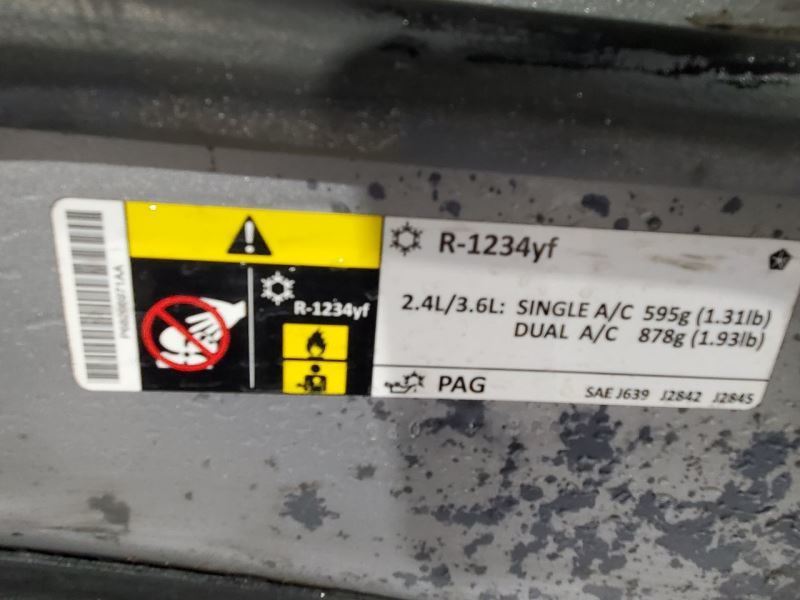 R-1234yf
R-1234yf
2.4L/3.6L: SINGLE A/C 595g (1.31lb)
DUAL A/C 878g (1.93lb)
PAG
SAE J639 J2842 J2845